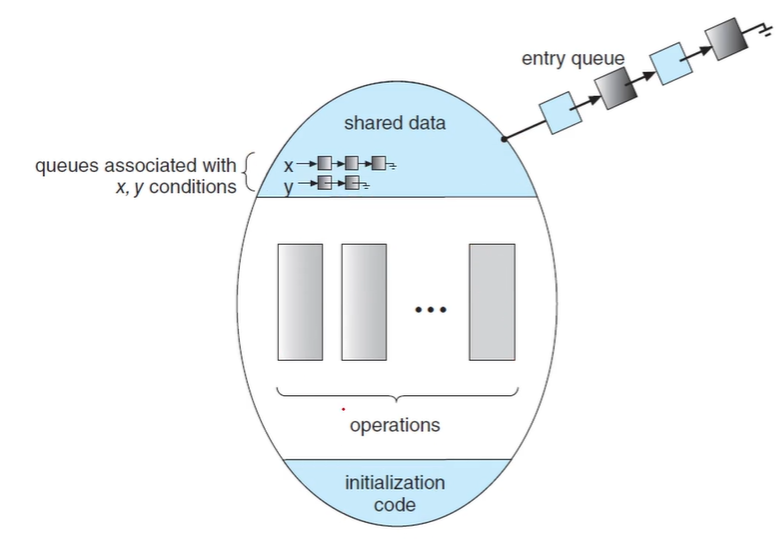 entry queue
shared data
queues associated with
x, y conditions
x
y
...
operations
initialization
code